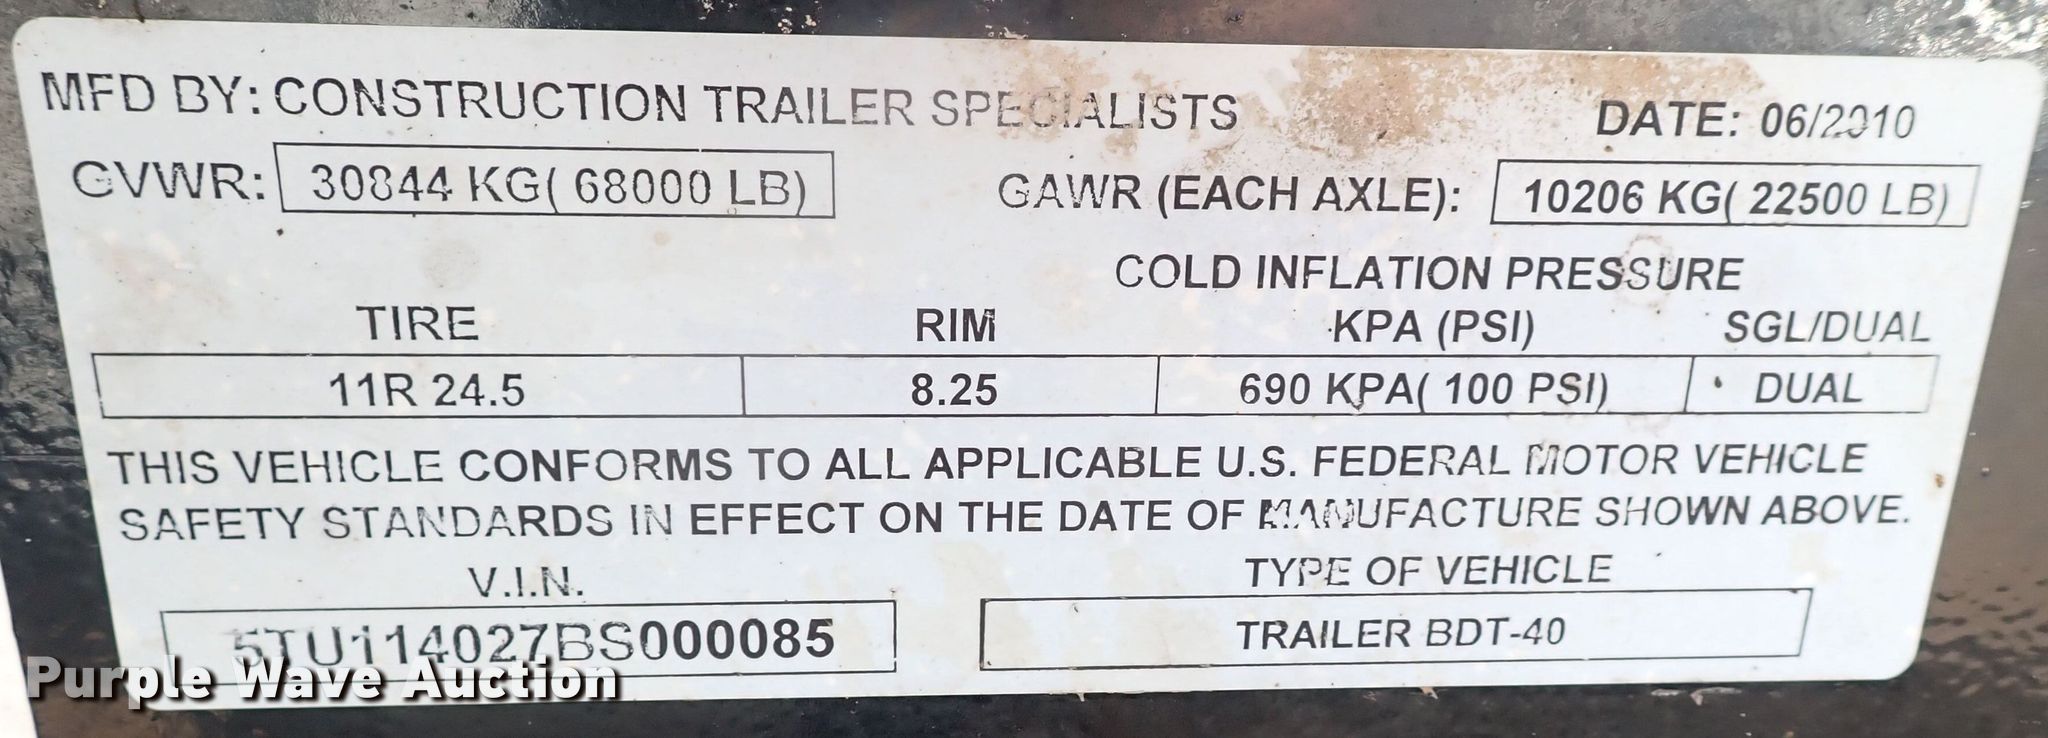 MFD BY: CONSTRUCTION TRAILER SPECIALISTS DATE: 06/2010
GVWR: 30844 KG( 68000 LB) GAWR (EACH AXLE): 10206 KG( 22500 LB)
COLD INFLATION PRESSURE
TIRE RIM KPA (PSI) SGL/DUAL
11R 24.5 8.25 690 KPA( 100 PSI) DUAL
THIS VEHICLE CONFORMS TO ALL APPLICABLE U.S. FEDERAL MOTOR VEHICLE
SAFETY STANDARDS IN EFFECT ON THE DATE OF MANUFACTURE SHOWN ABOVE.
V.I.N. TYPE OF VEHICLE
5TU114027BS000085 TRAILER BDT-40
Purple Wave Auction